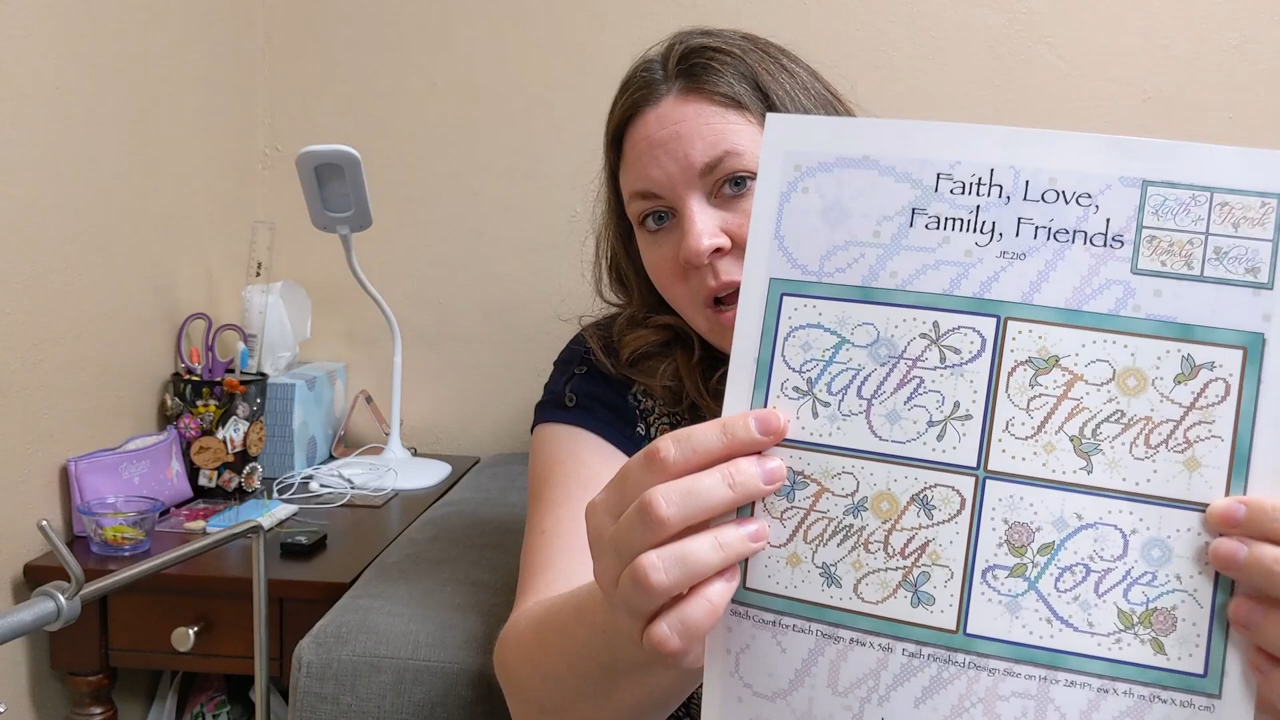 Faith, Love,
Family, Friends
JE210
Faith
Friends
Family
Love
Faith
Friends
Family
Love
Stitch Count for Each Design: 84w X 56h Each Finished Design Size on 14 or 28HPI: 6w X 4h in. (15w X 10h cm)